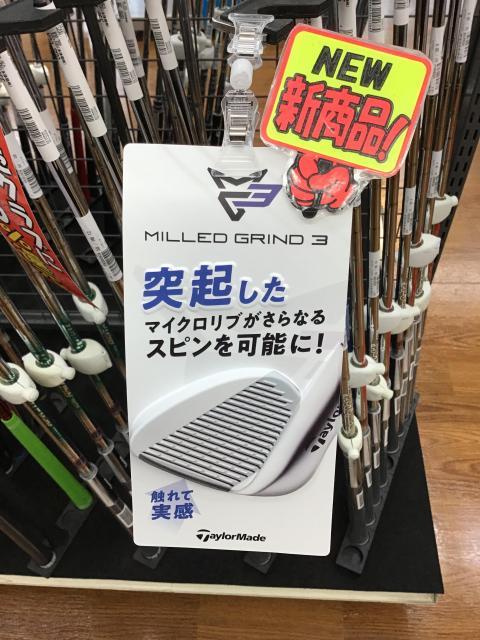 NEW
新商品!
MILLED GRIND 3
突起した
マイクロリブがさらなる
スピンを可能に!
TaylorMade
触れて
実感
TaylorMade